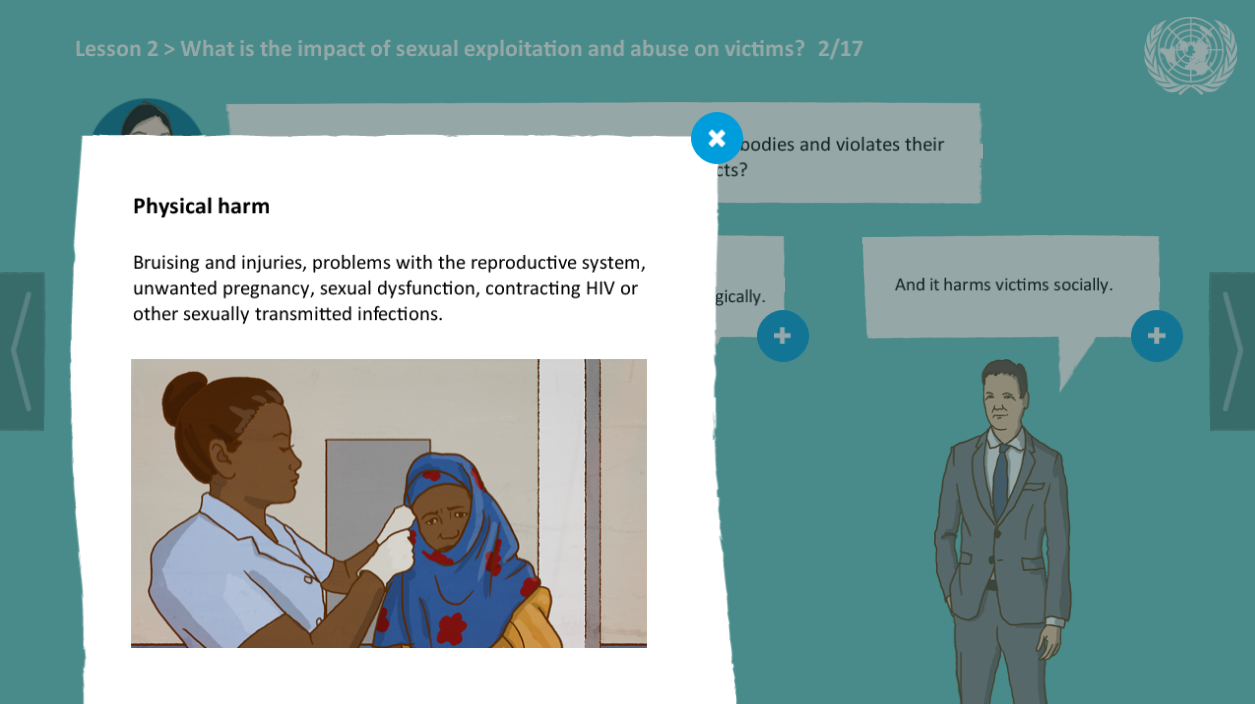 Lesson 2 > What is the impact of sexual exploitation and abuse on victims? 2/17
bodies and violates their
cts?
Physical harm
Bruising and injuries, problems with the reproductive system,
unwanted pregnancy, sexual dysfunction, contracting HIV or
other sexually transmitted infections.
gically.
And it harms victims socially.